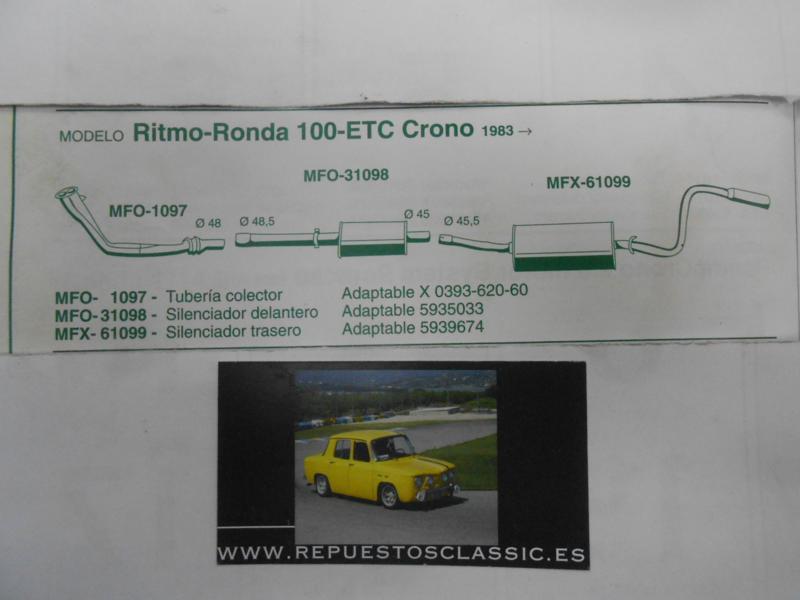 MODELO Ritmo-Ronda 100-ETC Crono 1983 →
MFO-31098
MFX-61099
MFO-1097
Ø 48
Ø 48,5
Ø 45
Ø 45,5
MFO- 1097 - Tubería colector Adaptable X 0393-620-60
MFO-31098 - Silenciador delantero Adaptable 5935033
MFX-61099 - Silenciador trasero Adaptable 5939674
WWW.REPUESTOSCLASSIC.ES